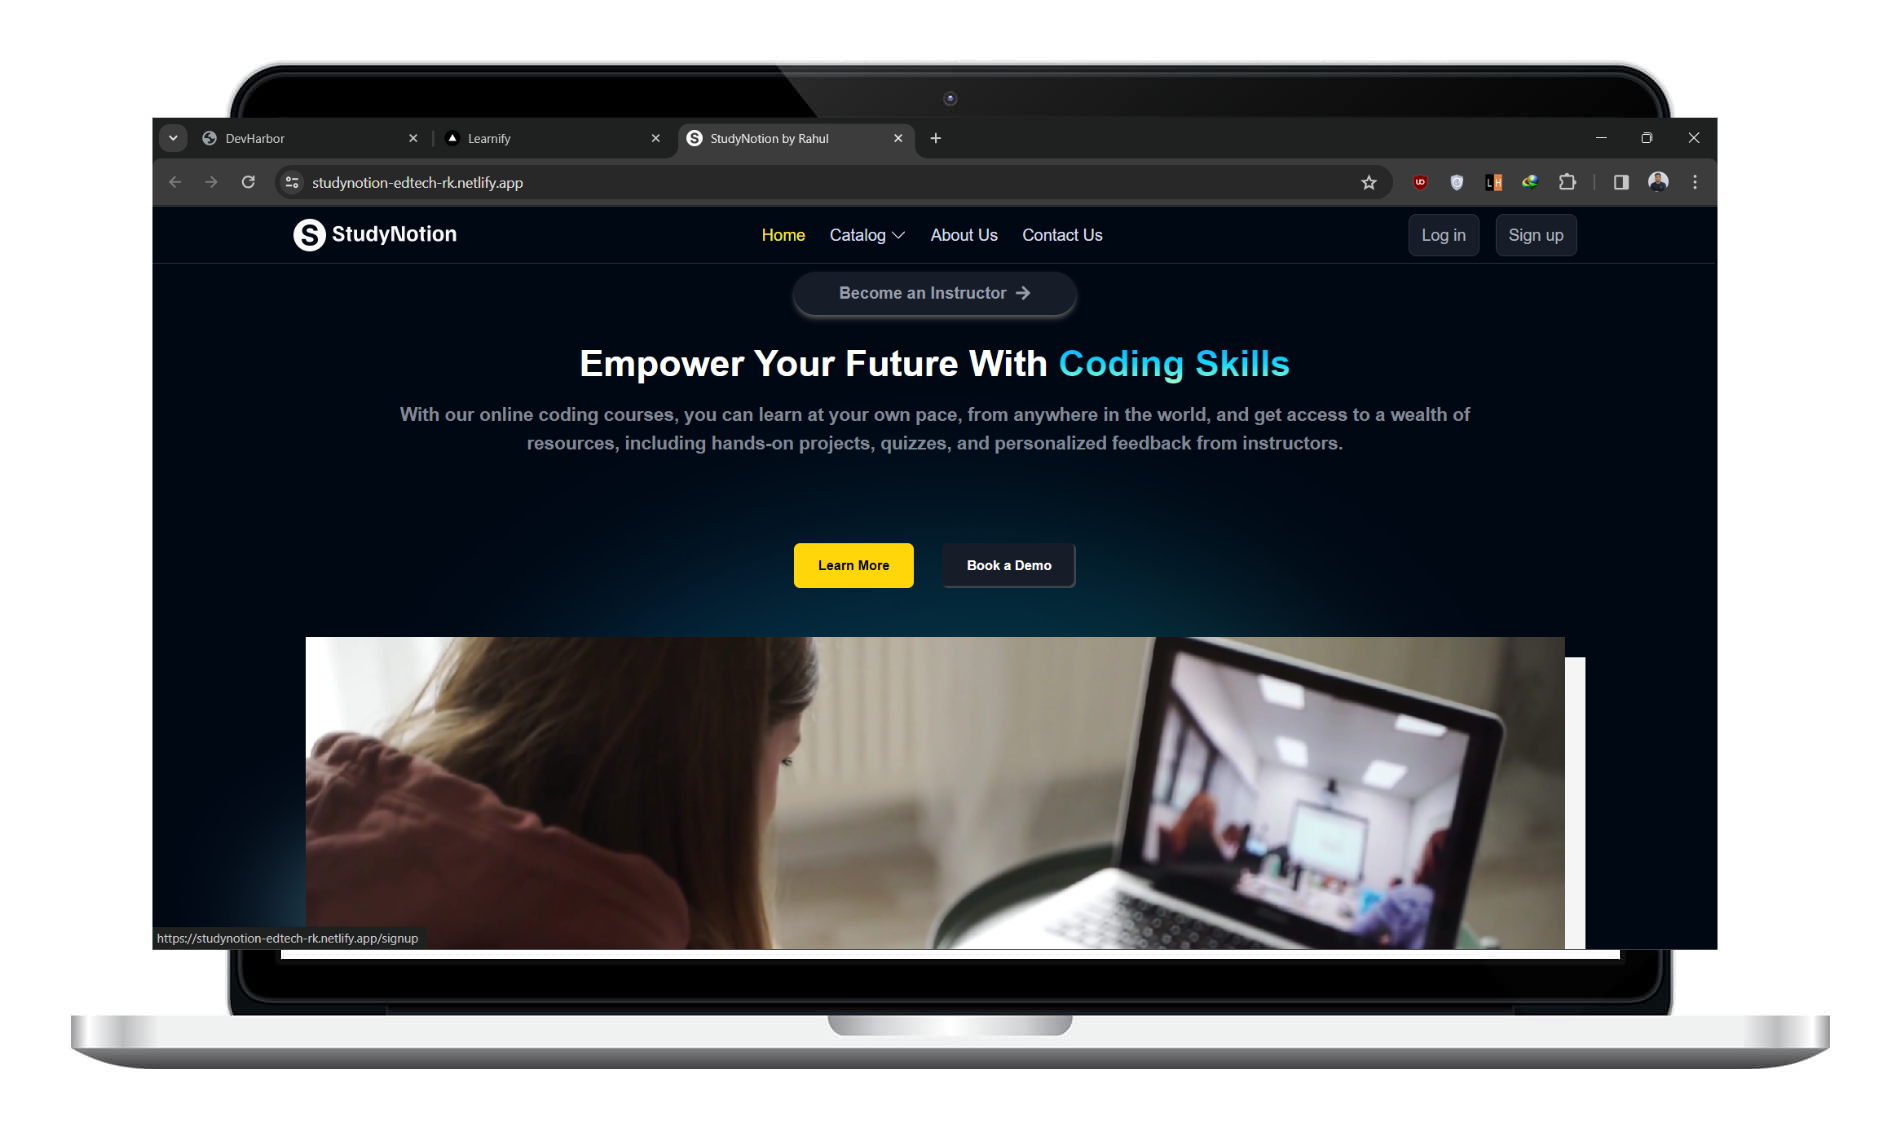 DevHarbor
Learnify
StudyNotion by Rahul
studynotion-edtech-rk.netlify.app
StudyNotion
Home
Catalog
About Us
Contact Us
Log in
Sign up
Become an Instructor
Empower Your Future With Coding Skills
With our online coding courses, you can learn at your own pace, from anywhere in the world, and get access to a wealth of
resources, including hands-on projects, quizzes, and personalized feedback from instructors.
Learn More
Book a Demo
https://studynotion-edtech-rk.netlify.app/signup